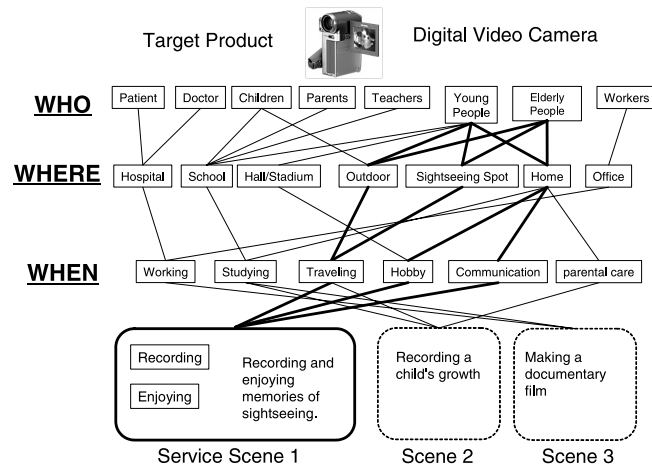 Target Product
Digital Video Camera
WHO
Patient
Doctor
Children
Parents
Teachers
Young
People
Elderly
People
Workers
WHERE
Hospital
School
Hall/Stadium
Outdoor
Sightseeing Spot
Home
Office
WHEN
Working
Studying
Traveling
Hobby
Communication
parental care
Recording
Enjoying
Recording and
enjoying
memories of
sightseeing.
Recording a
child's growth
Making a
documentary
film
Service Scene 1
Scene 2
Scene 3